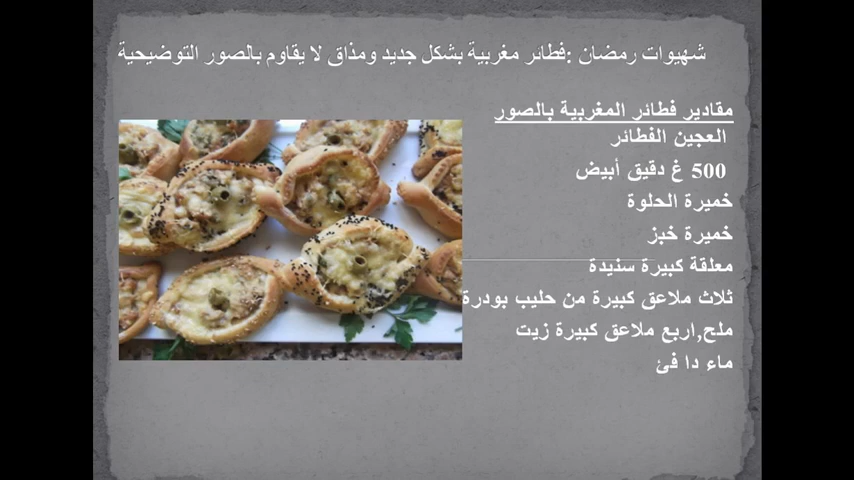 شهيوات رمضان :فطائر مغربية بشكل جديد ومذاق لا يقاوم بالصور التوضيحية
مقادير فطائر المغربية بالصور
العجين الفطائر
500 غ دقيق أبيض
خميرة الحلوة
خميرة خبز
معلقة كبيرة سنيدة
ثلاث ملاعق كبيرة من حليب بودرة
ملح,اربع ملاعق كبيرة زيت
ماء دا فئ